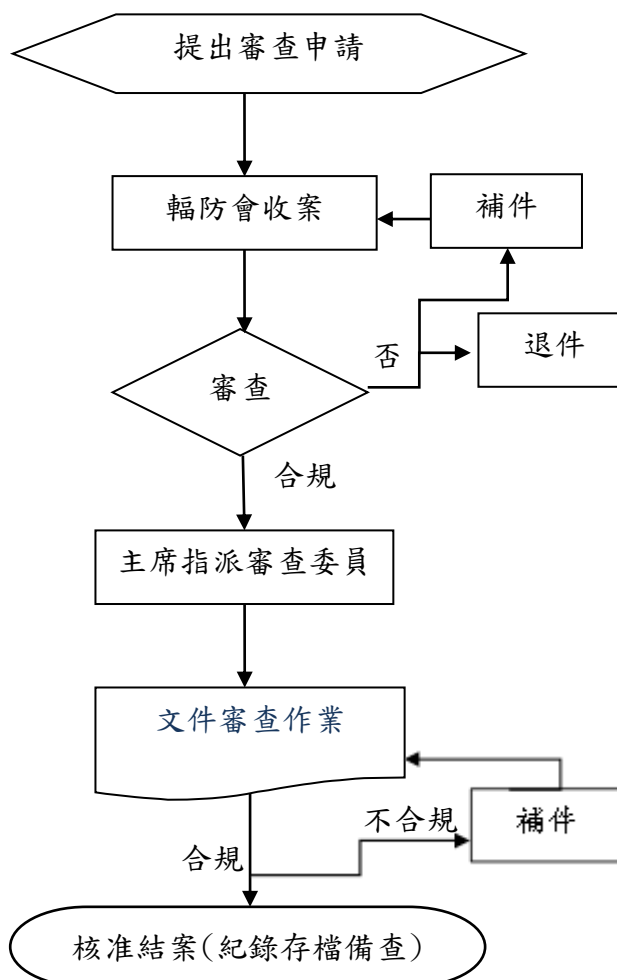 提出審查申請
輻防會收案
補件
否
退件
審查
合規
主席指派審查委員
文件審查作業
不合規
補件
合規
核准結案(紀錄存檔備查)